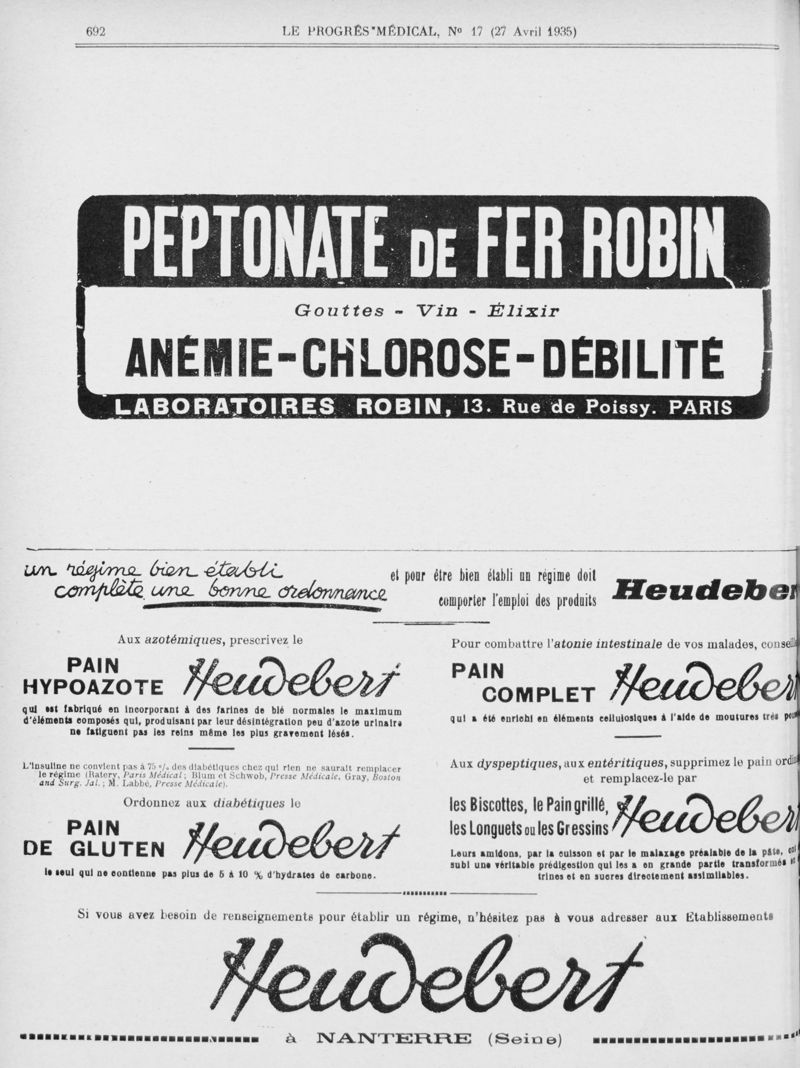 692
LE PROGRÈS MÉDICAL, No 17 (27 Avril 1935)
PEPTONATE DE FER ROBIN
Gouttes - Vin - Élixir
ANÉMIE-CHLOROSE-DÉBILITÉ
LABORATOIRES ROBIN, 13. Rue de Poissy. PARIS
un régime bien établi
complète une bonne ordonnance
et pour être bien établi un régime doit
comporter l'emploi des produits
Heudeber
Aux azotémiques, prescrivez le
PAIN
HYPOAZOTE
Heudebert
qui est fabriqué en incorporant à des farines de blé normales le maximum
d'éléments composés qui, produisant par leur désintégration peu d'azote urinaire
ne fatiguent pas les reins même les plus gravement lésés.
L'insuline ne convient pas à 75 % des diabétiques chez qui rien ne saurait remplacer
le régime (Ratery, Paris Médical; Blum et Schwob, Presse Médicale, Gray, Boston
and Surg. Jal.; M. Labbé, Presse Médicale).
Ordonnez aux diabétiques le
PAIN
DE GLUTEN
Heudebert
le seul qui ne contienne pas plus de 5 à 10 % d'hydrates de carbone.
Pour combattre l'atonie intestinale de vos malades, conseill
PAIN
COMPLET
Heudeber
qui a été enrichi en éléments cellulosiques à l'aide de moutures très
Aux dyspeptiques, aux entéritiques, supprimez le pain ordin
et remplacez-le par
les Biscottes, le Pain grillé,
les Longuets ou les Gressins
Heudeber
Leurs amidons, par la cuisson et par le malaxage préalable de la pâte,
subi une véritable prédigestion qui les a en grande partie transformés
trines et en sucres directement assimilables.
Si vous avez besoin de renseignements pour établir un régime, n'hésitez pas à vous adresser aux Etablissements
Heudebert
à NANTERRE (Seine)